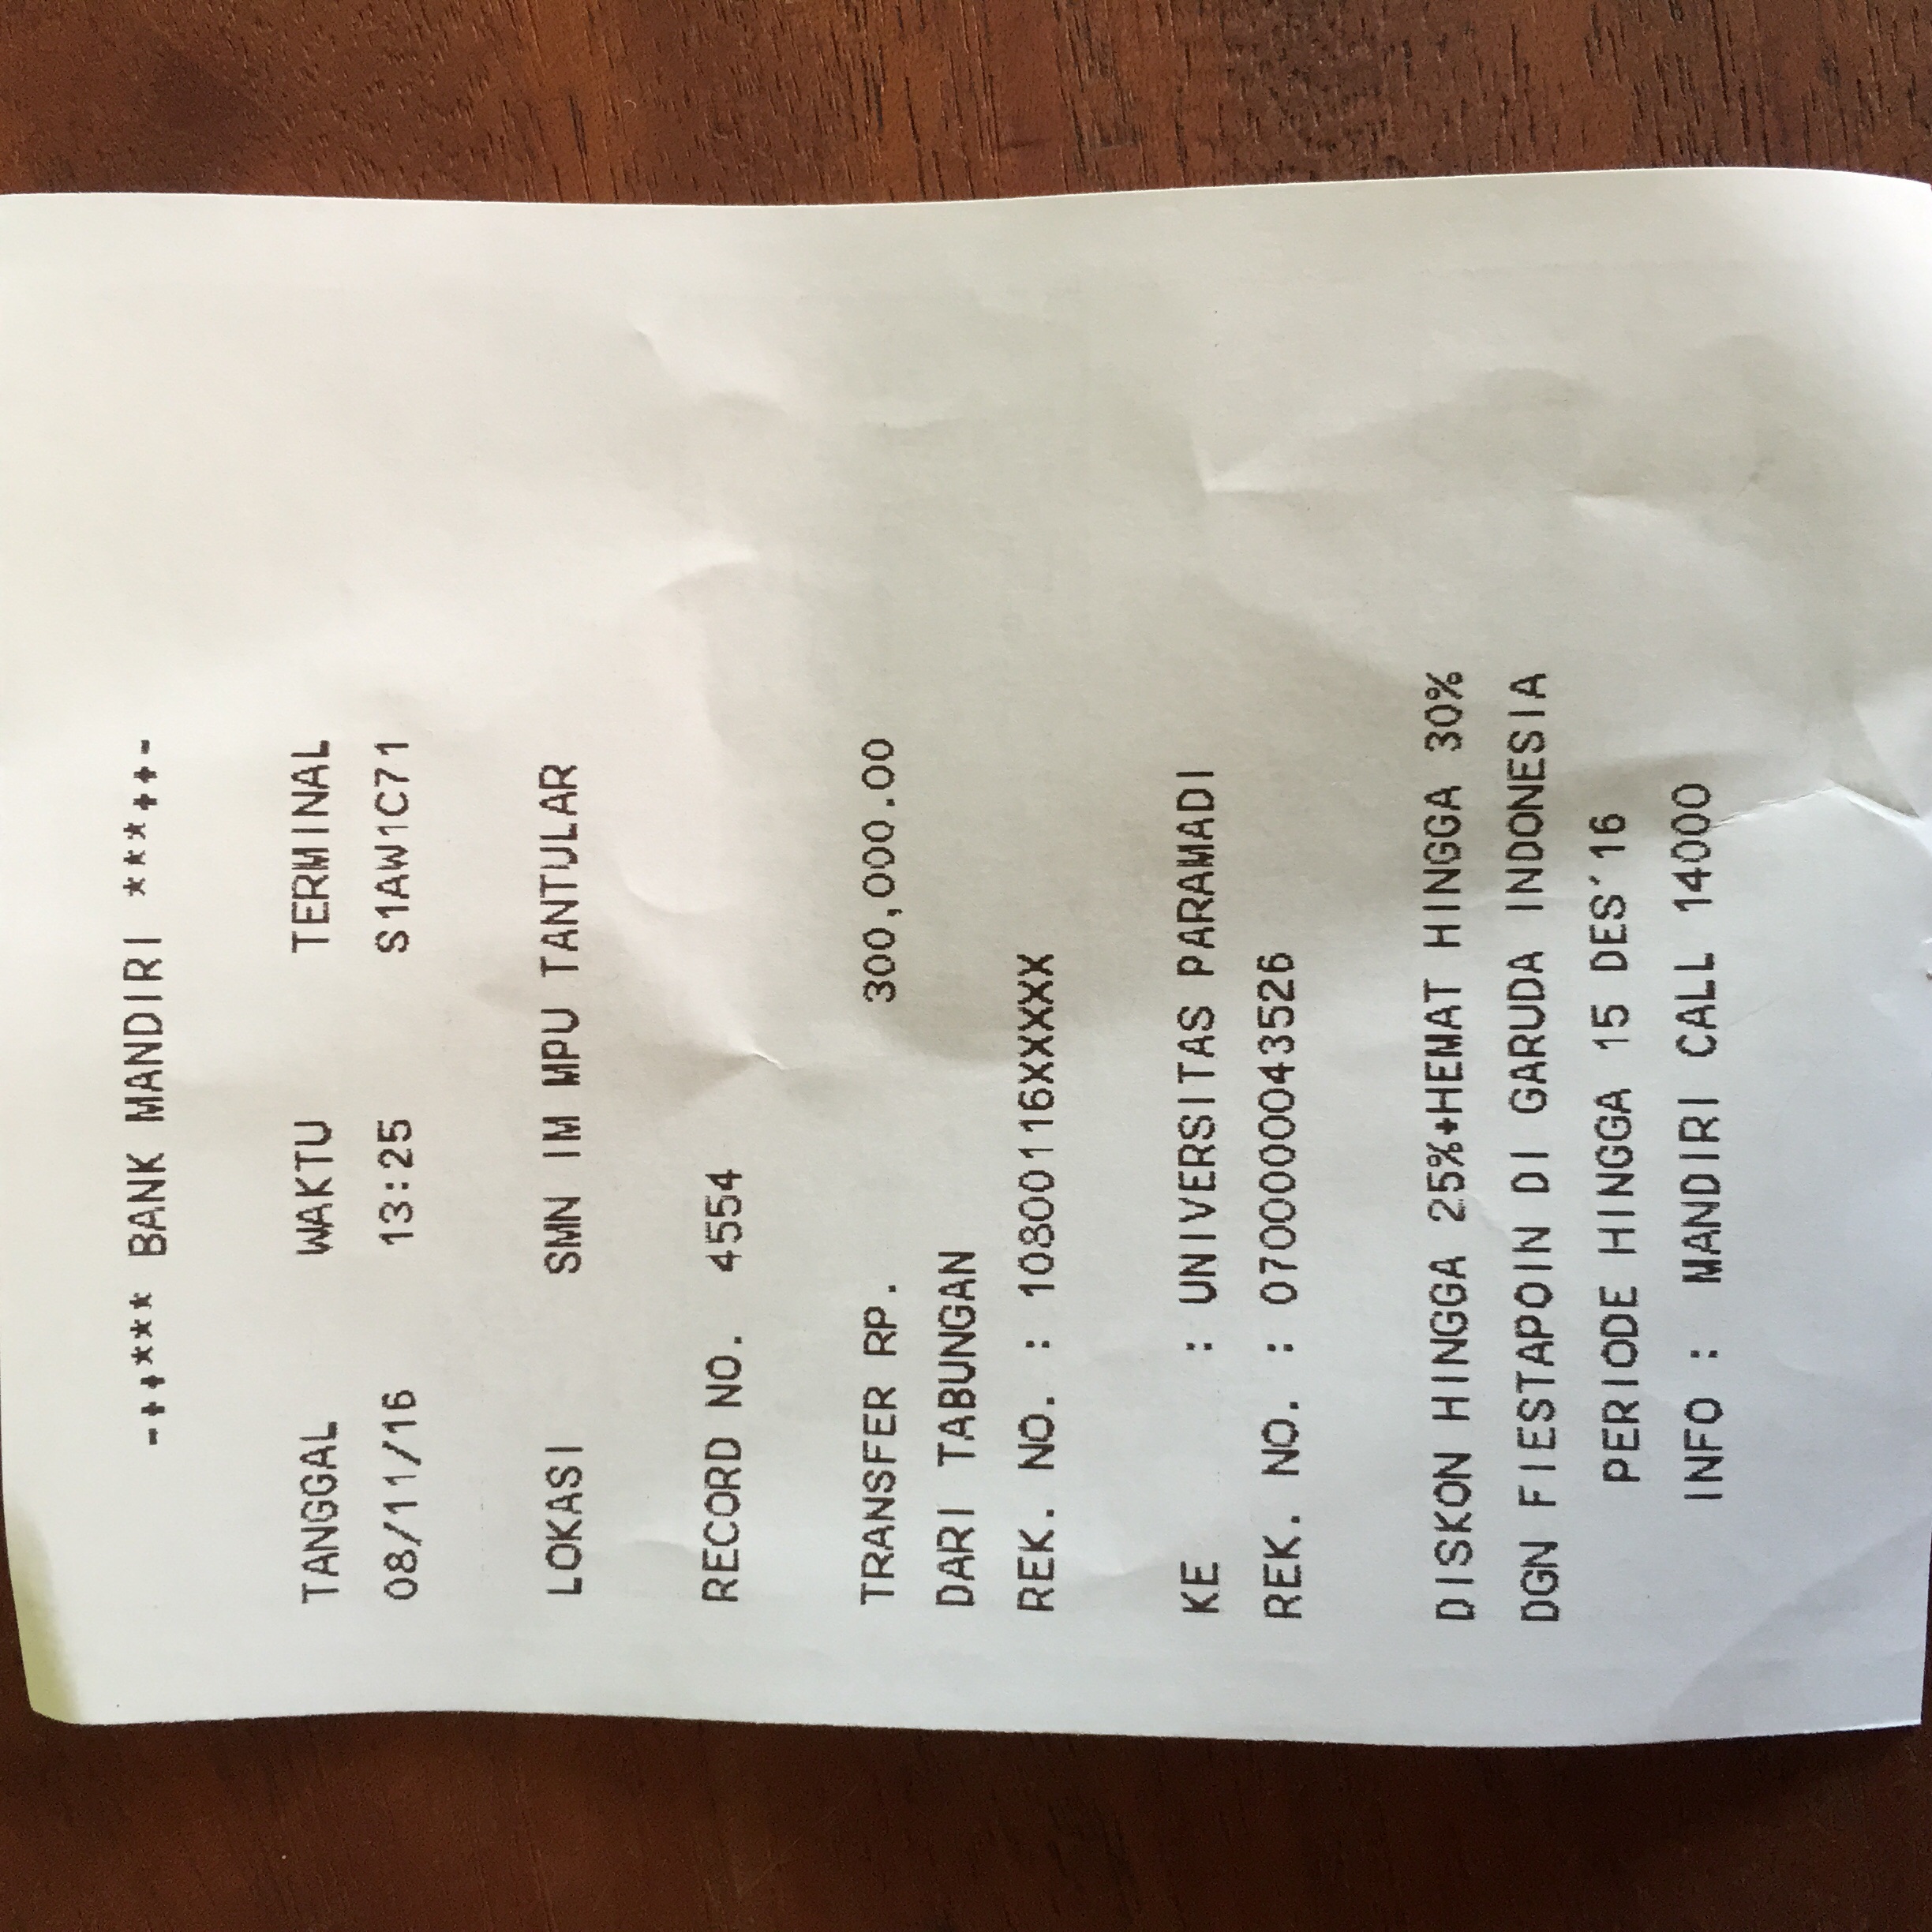 -++*** BANK MANDIRI ***++-
TANGGAL WAKTU TERMINAL
08/11/16 13:25 S1AW1C71
LOKASI SMN IM MPU TANTULAR
RECORD NO. 4554
TRANSFER RP. 300,000.00
DARI TABUNGAN
REK. NO. : 10800116XXXXX
KE : UNIVERSITAS PARAMADI
REK. NO. : 0700000043526
DISKON HINGGA 25%+HEMAT HINGGA 30%
DGN FIESTAPOIN DI GARUDA INDONESIA
PERIODE HINGGA 15 DES'16
INFO : MANDIRI CALL 14000